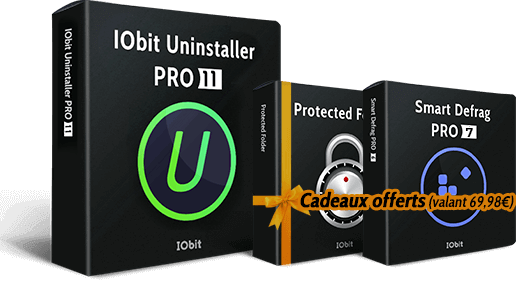 IObit Uninstaller
PRO 11
IObit Uninstaller PRO 11
U
IObit
Protected Fo
Protected Folder
IObit
Smart Defrag
PRO 7
Smart Defrag PRO
IObit
Cadeaux offerts (valant 69,98€)